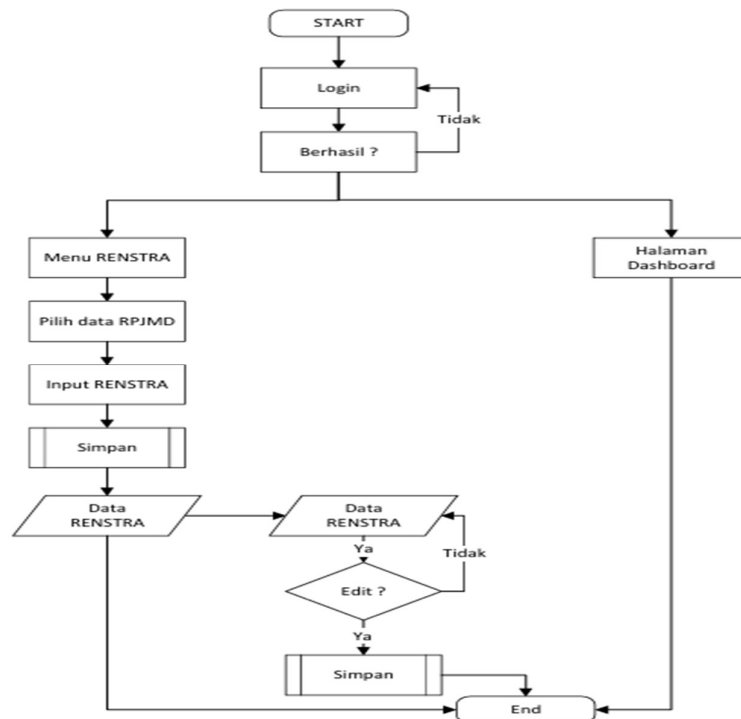 START
Login
Tidak
Berhasil ?
Menu RENSTRA
Halaman
Dashboard
Pilih data RPJMD
Input RENSTRA
Simpan
Data
RENSTRA
Data
RENSTRA
Ya
Tidak
Edit ?
Ya
Simpan
End